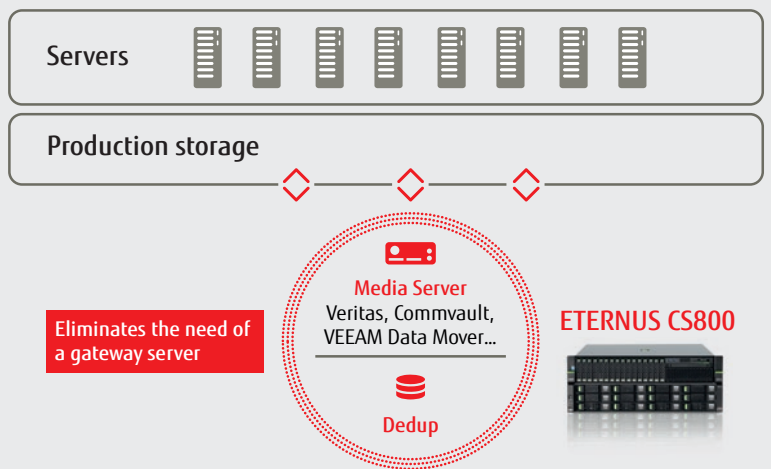 Servers
Production storage
Media Server
Veritas, Commvault,
VEEAM Data Mover...
Dedup
Eliminates the need of
a gateway server
ETERNUS CS800